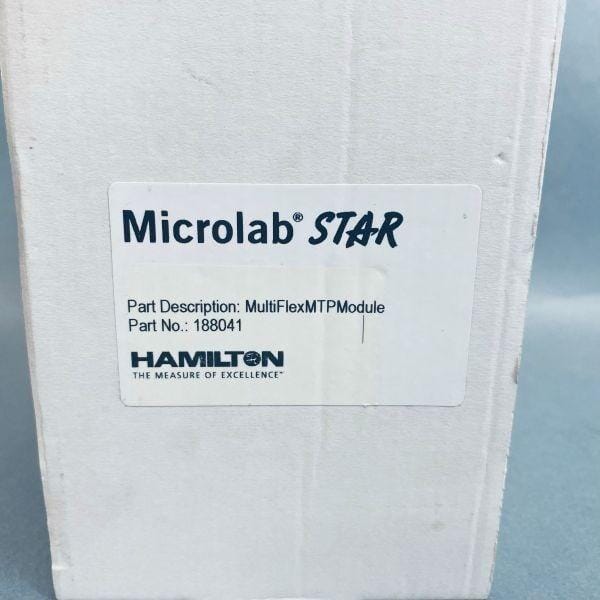 Microlab® STAR
Part Description: MultiFlexMTPModule
Part No.: 188041
HAMILTON
THE MEASURE OF EXCELLENCE™